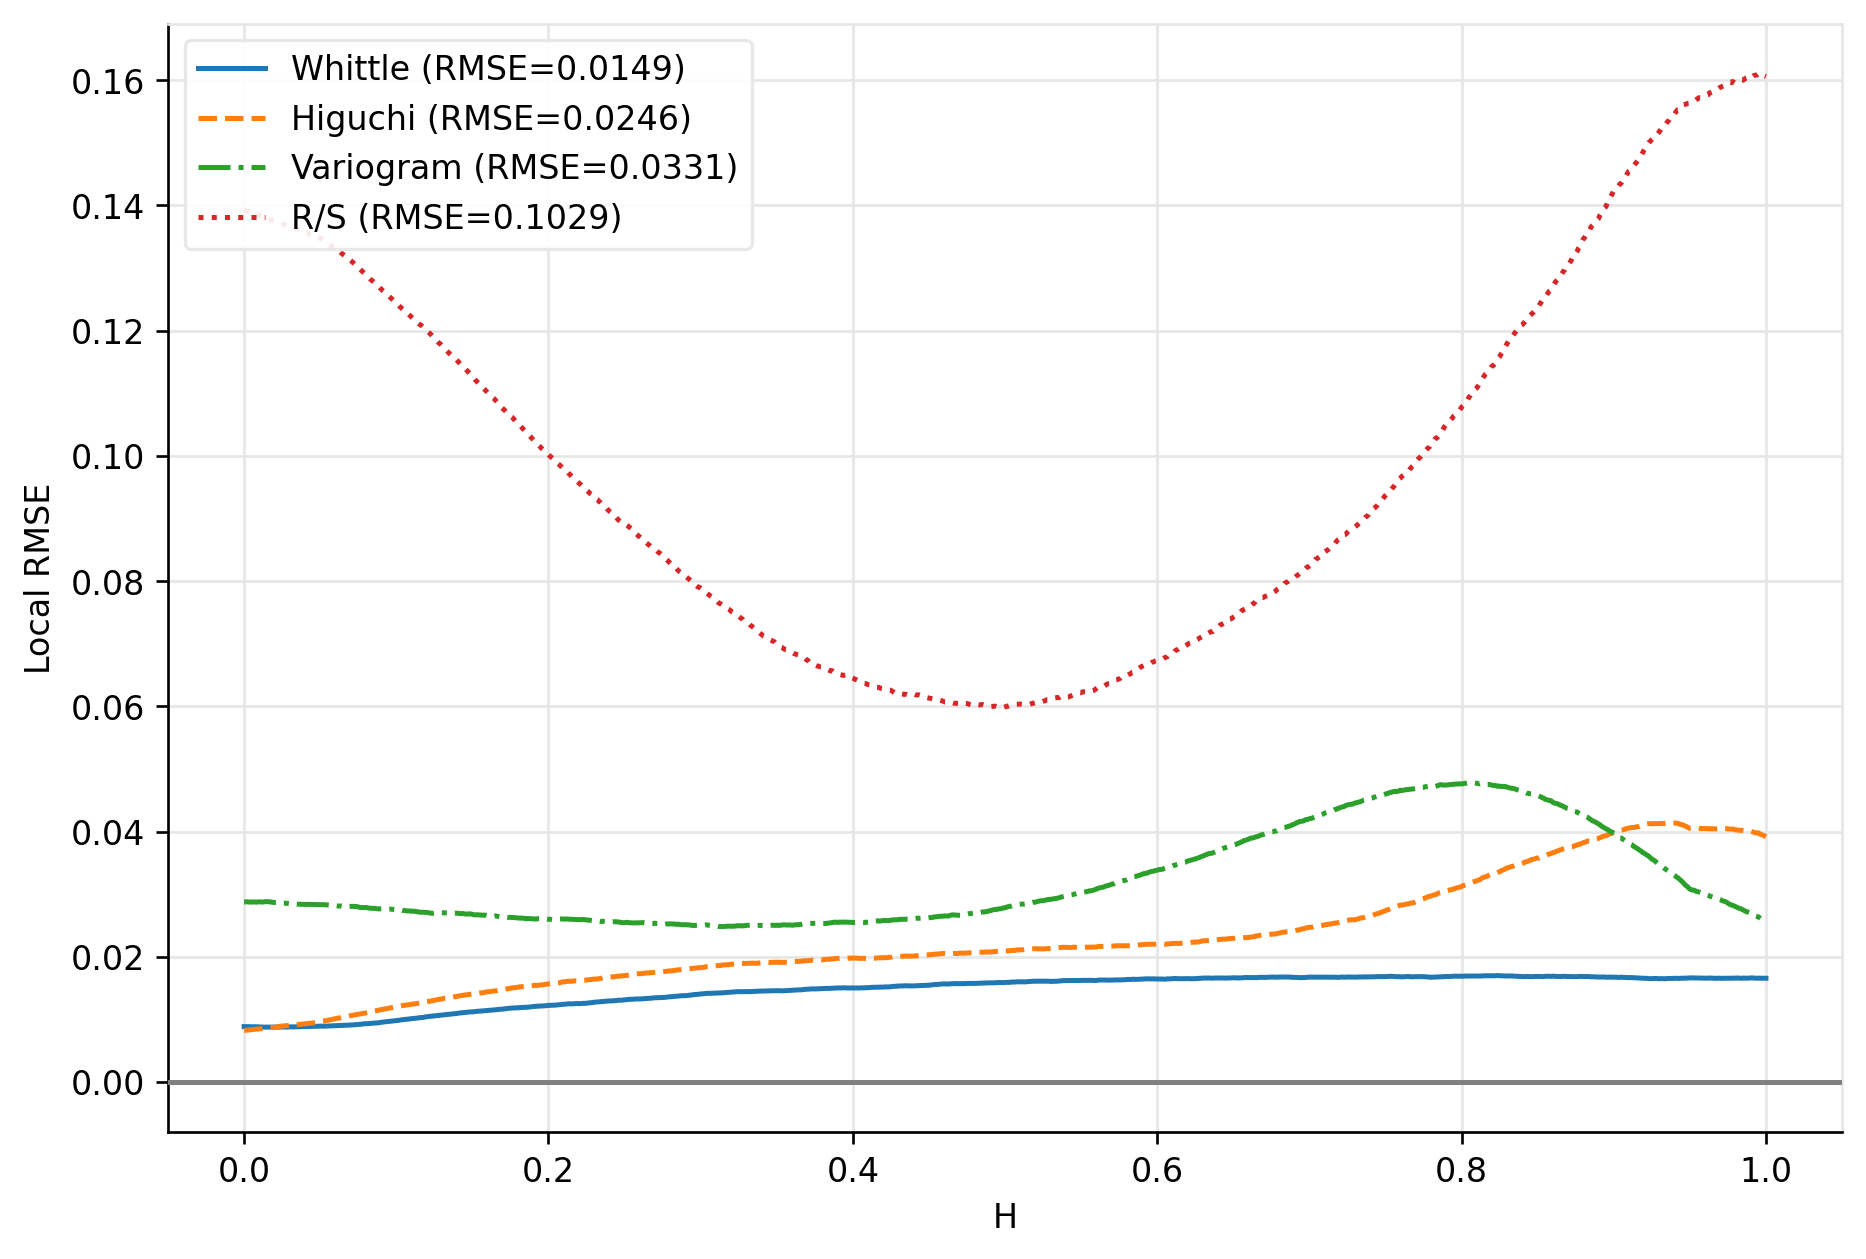 Whittle (RMSE=0.0149)
Higuchi (RMSE=0.0246)
Variogram (RMSE=0.0331)
R/S (RMSE=0.1029)
Local RMSE
0.16
0.14
0.12
0.10
0.08
0.06
0.04
0.02
0.00
0.0 0.2 0.4 0.6 0.8 1.0
H